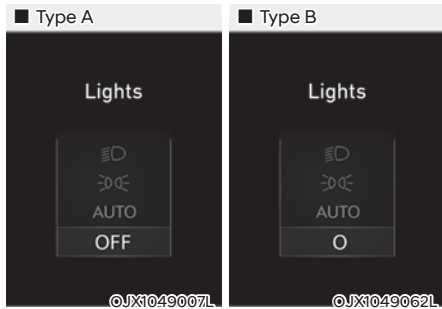 ■ Type A
Lights
AUTO
OFF
OJX1049007L
■ Type B
Lights
AUTO
O
OJX1049062L